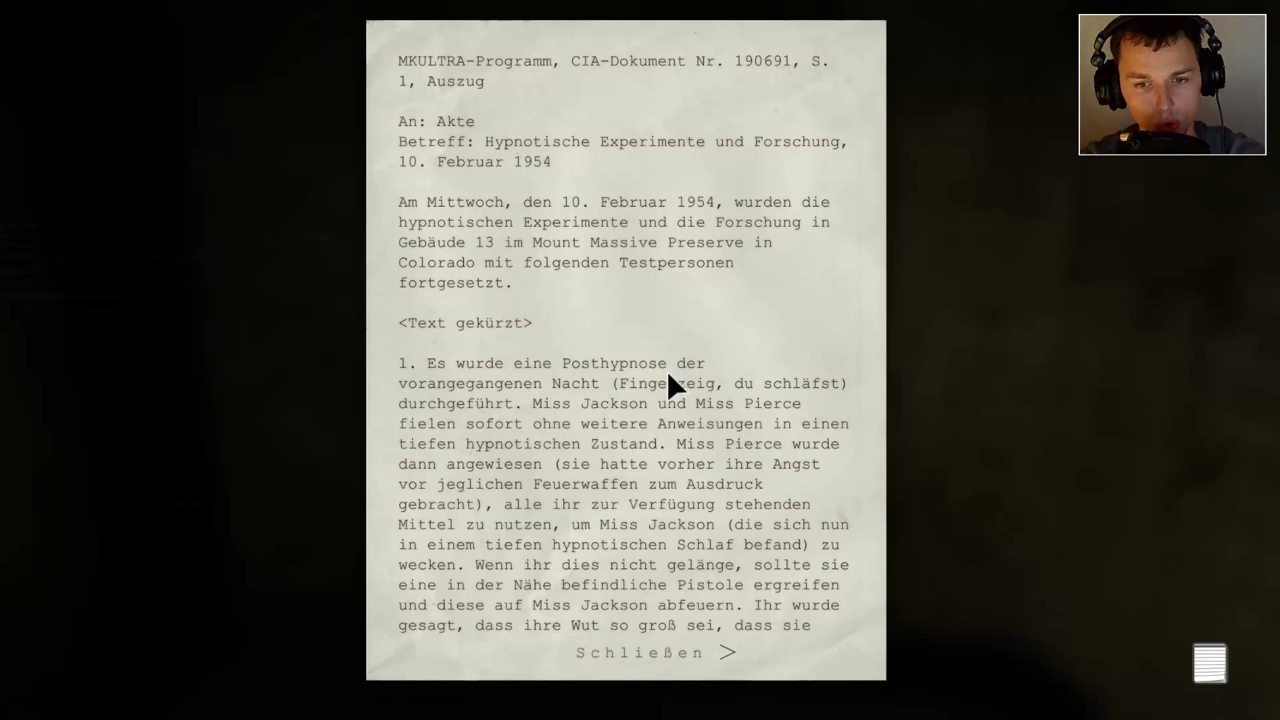 MKULTRA-Programm, CIA-Dokument Nr. 190691, S.
1, Auszug
An: Akte
Betreff: Hypnotische Experimente und Forschung,
10. Februar 1954
Am Mittwoch, den 10. Februar 1954, wurden die
hypnotischen Experimente und die Forschung in
Gebäude 13 im Mount Massive Preserve in
Colorado mit folgenden Testpersonen
fortgesetzt.
<Text gekürzt>
1. Es wurde eine Posthypnose der
vorangegangenen Nacht (Fingerzeig, du schläfst)
durchgeführt. Miss Jackson und Miss Pierce
fielen sofort ohne weitere Anweisungen in einen
tiefen hypnotischen Zustand. Miss Pierce wurde
dann angewiesen (sie hatte vorher ihre Angst
vor jeglichen Feuerwaffen zum Ausdruck
gebracht), alle ihr zur Verfügung stehenden
Mittel zu nutzen, um Miss Jackson (die sich nun
in einem tiefen hypnotischen Schlaf befand) zu
wecken. Wenn ihr dies nicht gelänge, sollte sie
eine in der Nähe befindliche Pistole ergreifen
und diese auf Miss Jackson abfeuern. Ihr wurde
gesagt, dass ihre Wut so groß sei, dass sie
Schließen >